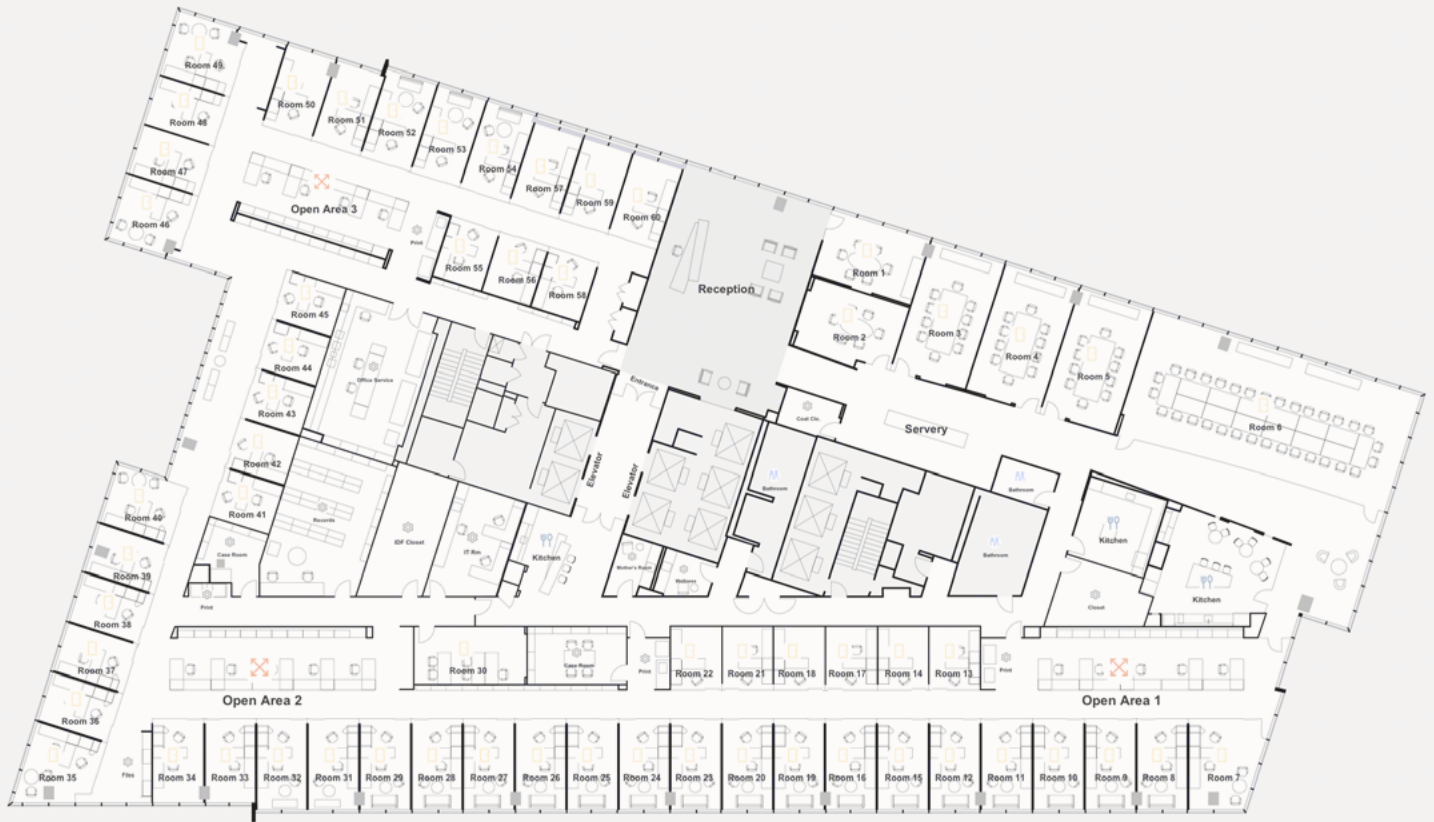 Room 49
Room 50
Room 51
Room 52
Room 53
Room 54
Room 57
Room 59
Room 60
Room 48
Room 47
Room 46
Open Area 3
Print
Room 55
Room 56
Room 58
Reception
Room 1
Room 2
Room 3
Room 4
Room 5
Room 6
Room 45
Room 44
Room 43
Room 42
Room 41
Office Service
Entrance
Elevator
Elevator
Coat Clo.
Servery
Bathroom
Bathroom
Bathroom
Room 40
Room 39
Room 38
Room 37
Room 36
Room 35
Case Room
Records
IDF Closet
IT Rm
Kitchen
Mother's Room
Wellness
Kitchen
Kitchen
Closet
Print
Room 30
Case Room
Print
Room 22
Room 21
Room 18
Room 17
Room 14
Room 13
Print
Open Area 2
Open Area 1
Files
Room 34
Room 33
Room 32
Room 31
Room 29
Room 28
Room 27
Room 26
Room 25
Room 24
Room 23
Room 20
Room 19
Room 16
Room 15
Room 12
Room 11
Room 10
Room 9
Room 8
Room 7